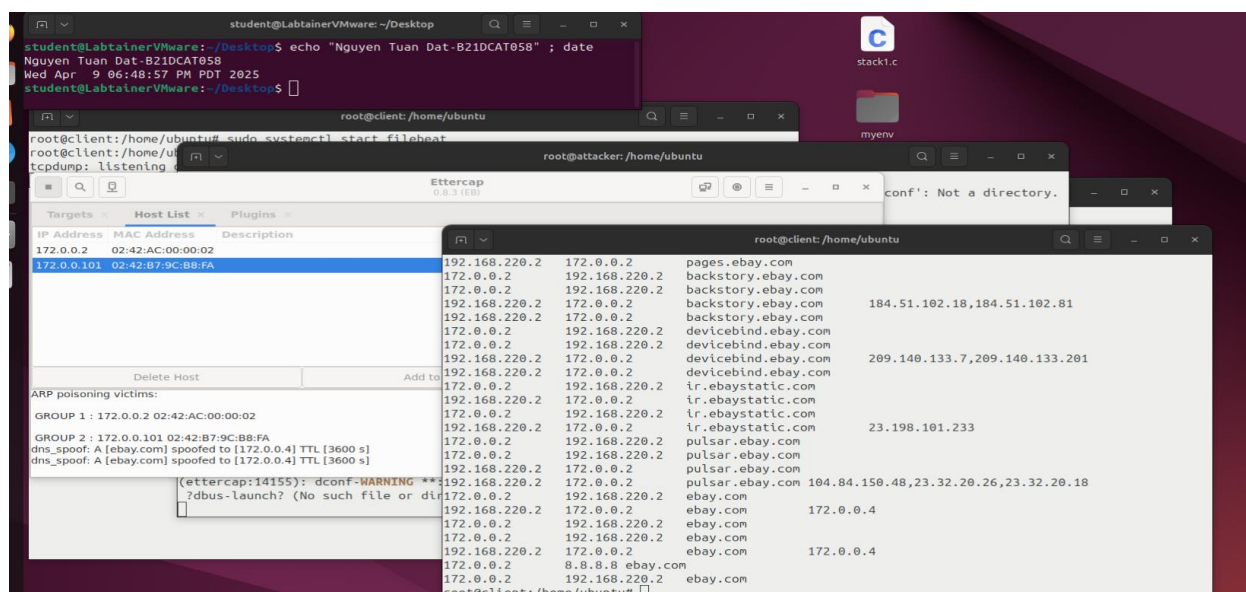 student@LabtainerVMware: ~/Desktop
student@LabtainerVMware:~/Desktop$ echo "Nguyen Tuan Dat-B21DCAT058" ; date
Nguyen Tuan Dat-B21DCAT058
Wed Apr 9 06:48:57 PM PDT 2025
student@LabtainerVMware:~/Desktop$
stack1.c
myenv
root@client: /home/ubuntu
root@client:/home/ubuntu# sudo systemctl start filebeat
root@client:/home/u
tcpdump: listening
root@attacker: /home/ubuntu
conf': Not a directory.
Ettercap
0.8.3 (EB)
Targets × Host List × Plugins ×
IP Address MAC Address Description
172.0.0.2 02:42:AC:00:00:02
172.0.0.101 02:42:B7:9C:B8:FA
Delete Host Add to
ARP poisoning victims:
GROUP 1 : 172.0.0.2 02:42:AC:00:00:02
GROUP 2 : 172.0.0.101 02:42:B7:9C:B8:FA
dns_spoof: A [ebay.com] spoofed to [172.0.0.4] TTL [3600 s]
dns_spoof: A [ebay.com] spoofed to [172.0.0.4] TTL [3600 s]
(ettercap:14155): dconf-WARNING **:
?dbus-launch? (No such file or dir
root@client: /home/ubuntu
192.168.220.2 172.0.0.2 pages.ebay.com
172.0.0.2 192.168.220.2 backstory.ebay.com
172.0.0.2 192.168.220.2 backstory.ebay.com
192.168.220.2 172.0.0.2 backstory.ebay.com 184.51.102.18,184.51.102.81
192.168.220.2 172.0.0.2 backstory.ebay.com
172.0.0.2 192.168.220.2 devicebind.ebay.com
172.0.0.2 192.168.220.2 devicebind.ebay.com
192.168.220.2 172.0.0.2 devicebind.ebay.com 209.140.133.7,209.140.133.201
192.168.220.2 172.0.0.2 devicebind.ebay.com
172.0.0.2 192.168.220.2 ir.ebaystatic.com
192.168.220.2 172.0.0.2 ir.ebaystatic.com
172.0.0.2 192.168.220.2 ir.ebaystatic.com
192.168.220.2 172.0.0.2 ir.ebaystatic.com 23.198.101.233
172.0.0.2 192.168.220.2 pulsar.ebay.com
172.0.0.2 192.168.220.2 pulsar.ebay.com
192.168.220.2 172.0.0.2 pulsar.ebay.com
192.168.220.2 172.0.0.2 pulsar.ebay.com 104.84.150.48,23.32.20.26,23.32.20.18
172.0.0.2 192.168.220.2 ebay.com
192.168.220.2 172.0.0.2 ebay.com 172.0.0.4
172.0.0.2 192.168.220.2 ebay.com
172.0.0.2 192.168.220.2 ebay.com
192.168.220.2 172.0.0.2 ebay.com 172.0.0.4
172.0.0.2 8.8.8.8 ebay.com
172.0.0.2 192.168.220.2 ebay.com
root@client:/home/ubuntu#